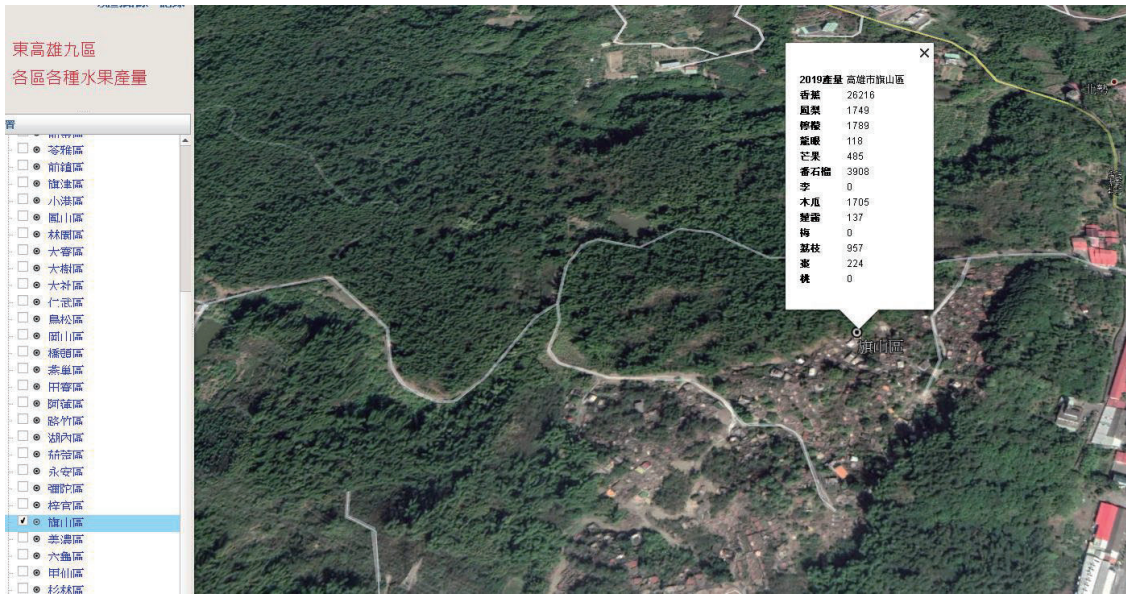 東高雄九區
各區各種水果產量
苓雅區
前鎮區
旗津區
小港區
鳳山區
林園區
大寮區
大樹區
大社區
仁武區
鳥松區
岡山區
橋頭區
燕巢區
田寮區
阿蓮區
路竹區
湖內區
茄萣區
永安區
彌陀區
梓官區
旗山區
美濃區
六龜區
甲仙區
杉林區
2019產量 高雄市旗山區
香蕉 26216
鳳梨 1749
檸檬 1789
龍眼 118
芒果 485
番石榴 3908
李 0
木瓜 1705
蓮霧 137
梅 0
荔枝 957
棗 224
桃 0
旗山區